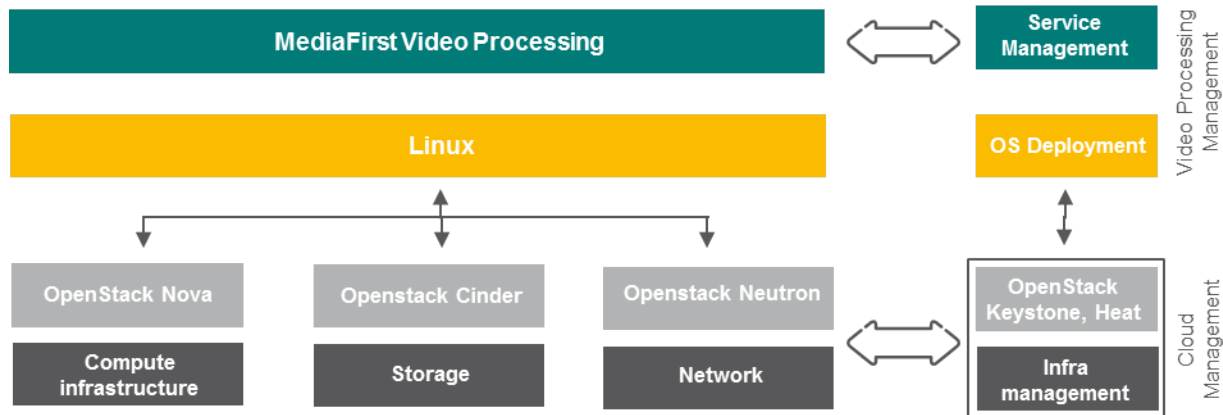 MediaFirst Video Processing
Service
Management
Linux
OS Deployment
Video Processing
Management
OpenStack Nova
Openstack Cinder
Openstack Neutron
OpenStack
Keystone, Heat
Compute
infrastructure
Storage
Network
Infra
management
Cloud
Management